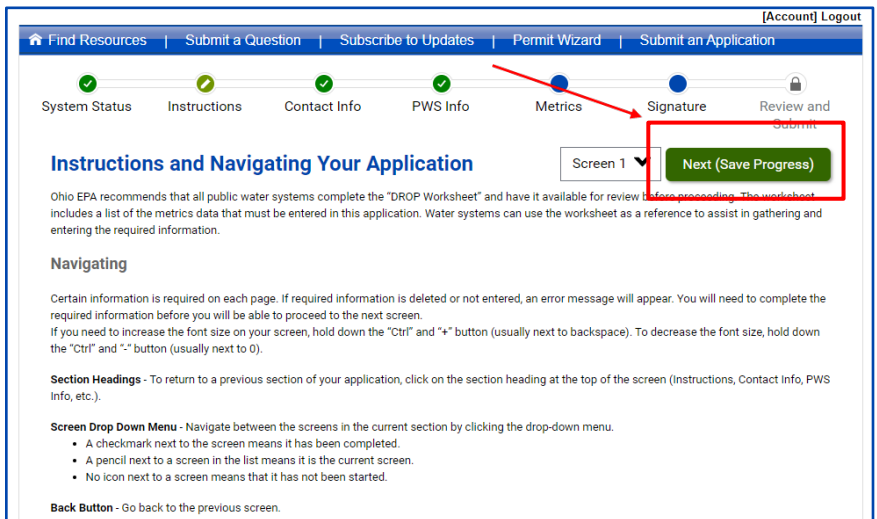 [Account] Logout
Find Resources | Submit a Question | Subscribe to Updates | Permit Wizard | Submit an Application
System Status Instructions Contact Info PWS Info Metrics Signature Review and
Submit
Instructions and Navigating Your Application Screen 1 Next (Save Progress)
Ohio EPA recommends that all public water systems complete the “DROP Worksheet” and have it available for review before proceeding. The worksheet
includes a list of the metrics data that must be entered in this application. Water systems can use the worksheet as a reference to assist in gathering and
entering the required information.
Navigating
Certain information is required on each page. If required information is deleted or not entered, an error message will appear. You will need to complete the
required information before you will be able to proceed to the next screen.
If you need to increase the font size on your screen, hold down the “Ctrl” and “+” button (usually next to backspace). To decrease the font size, hold down
the “Ctrl” and “-” button (usually next to 0).
Section Headings - To return to a previous section of your application, click on the section heading at the top of the screen (Instructions, Contact Info, PWS
Info, etc.).
Screen Drop Down Menu - Navigate between the screens in the current section by clicking the drop-down menu.
• A checkmark next to the screen means it has been completed.
• A pencil next to a screen in the list means it is the current screen.
• No icon next to a screen means that it has not been started.
Back Button - Go back to the previous screen.